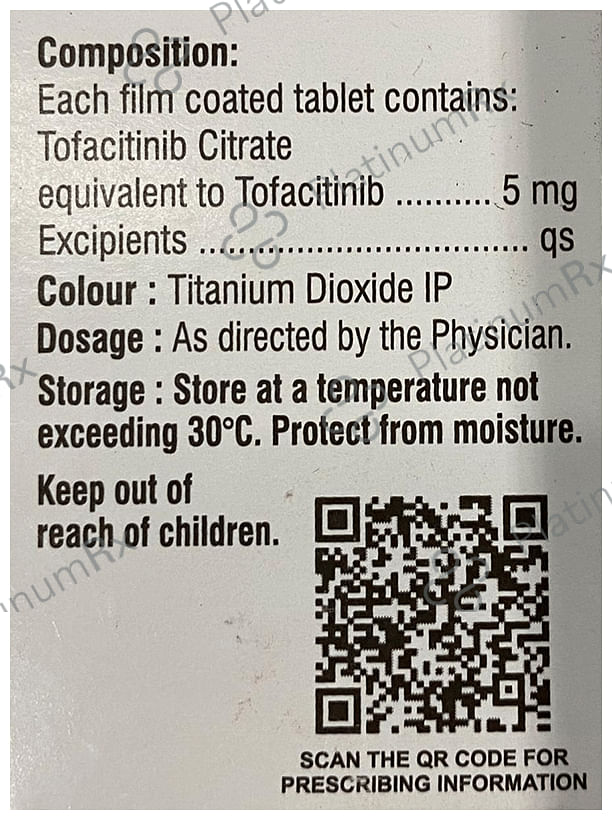 Composition:
Each film coated tablet contains:
Tofacitinib Citrate
equivalent to Tofacitinib .......... 5 mg
Excipients .................................. qs
Colour : Titanium Dioxide IP
Dosage : As directed by the Physician.
Storage : Store at a temperature not
exceeding 30°C. Protect from moisture.
Keep out of
reach of children.
SCAN THE QR CODE FOR
PRESCRIBING INFORMATION
PlatinumRx
PlatinumRx